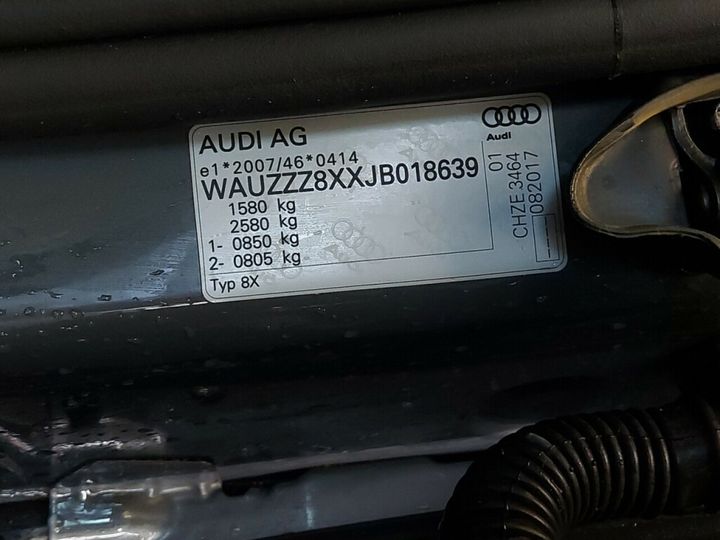 AUDI AG
Audi
e1*2007/46*0414
WAUZZZ8XXJB018639
1580 kg
2580 kg
1- 0850 kg
2- 0805 kg
Typ 8X
01
CHZE 3464
082017